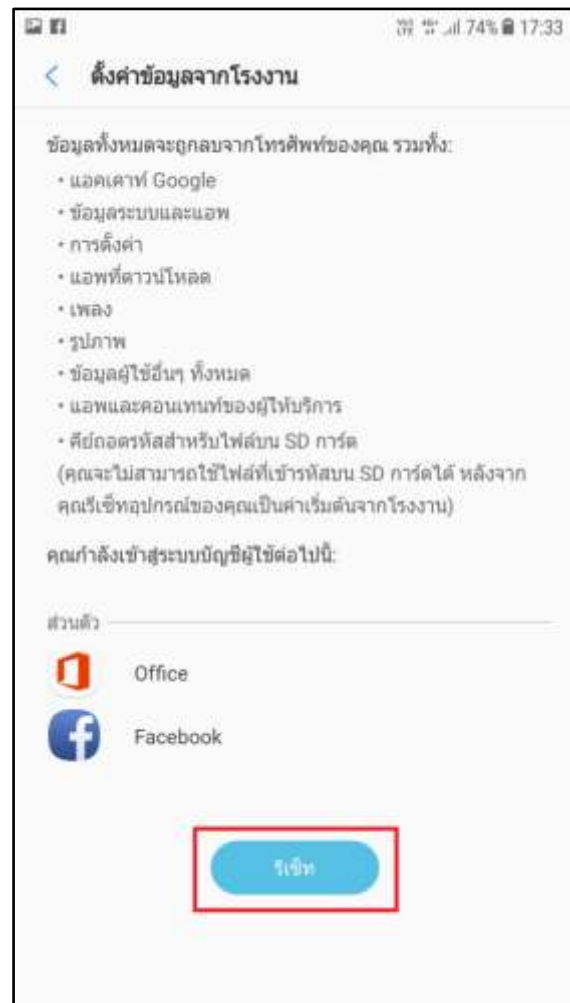 74% 17:33
ตั้งค่าข้อมูลจากโรงงาน
ข้อมูลทั้งหมดจะถูกลบจากโทรศัพท์ของคุณ รวมทั้ง:
• แอคเคาท์ Google
• ข้อมูลระบบและแอพ
• การตั้งค่า
• แอพที่ดาวน์โหลด
• เพลง
• รูปภาพ
• ข้อมูลผู้ใช้อื่นๆ ทั้งหมด
• แอพและคอนเทนท์ของผู้ให้บริการ
• คีย์ถอดรหัสสำหรับไฟล์บน SD การ์ด
(คุณจะไม่สามารถใช้ไฟล์ที่เข้ารหัสบน SD การ์ดได้ หลังจาก
คุณรีเซ็ทอุปกรณ์ของคุณเป็นค่าเริ่มต้นจากโรงงาน)
คุณกำลังเข้าสู่ระบบบัญชีผู้ใช้ต่อไปนี้:
ส่วนตัว
Office
Facebook
รีเซ็ท